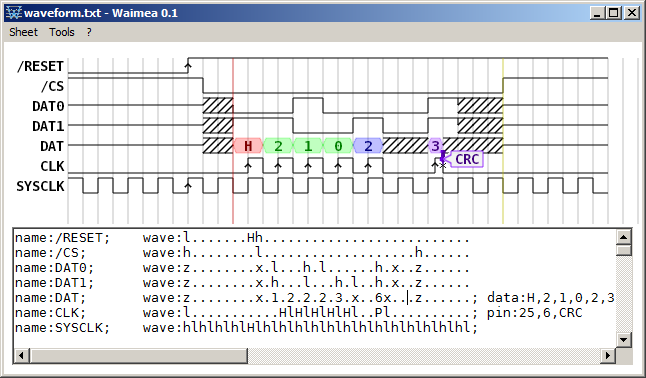 waveform.txt - Waimea 0.1
Sheet Tools ?
/RESET
/CS
DAT0
DAT1
DAT H 2 1 0 2 3
CLK CRC
SYSCLK
name:/RESET; wave:l.......Hh...........................
name:/CS; wave:h.........l....................h......
name:DAT0; wave:z.........x.l...h.l.......h.x..z......
name:DAT1; wave:z.........x.h...l...h.l...h.x..z......
name:DAT; wave:z.........x.1.2.2.2.3.x..6x..z......; data:H,2,1,0,2,3
name:CLK; wave:l............HlHlHlHlHl..Pl..........; pin:25,6,CRC
name:SYSCLK; wave:hlhlhlhlHlhlhlhlhlhlhlhlhlhlhlhlhlhlhl;